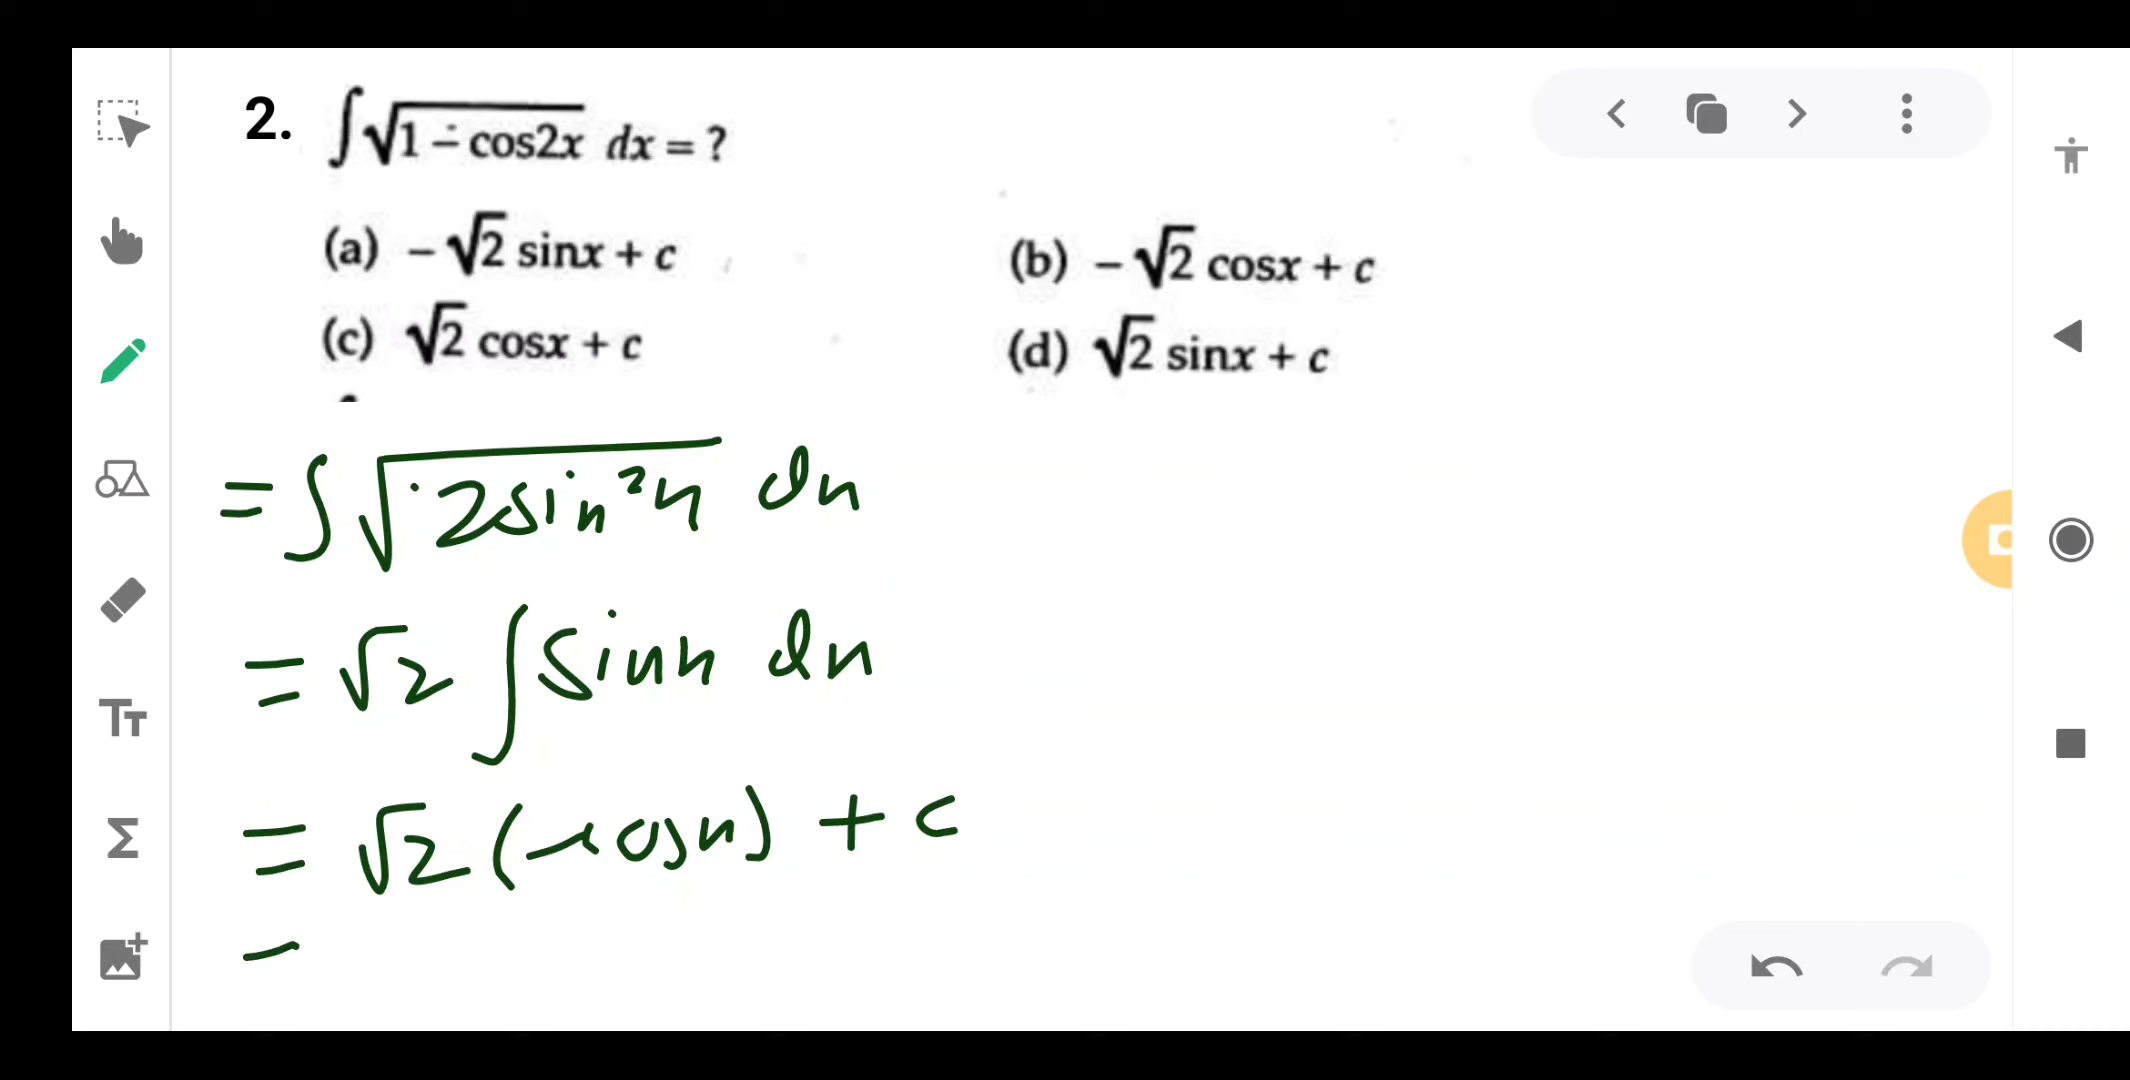 2. ∫√1 - cos2x dx = ?
(a) - √2 sinx + c (b) - √2 cosx + c
(c) √2 cosx + c (d) √2 sinx + c
= ∫ √2sin²x dx
= √2 ∫ sinx dx
= √2 (-cosx) + c
Tт
Σ